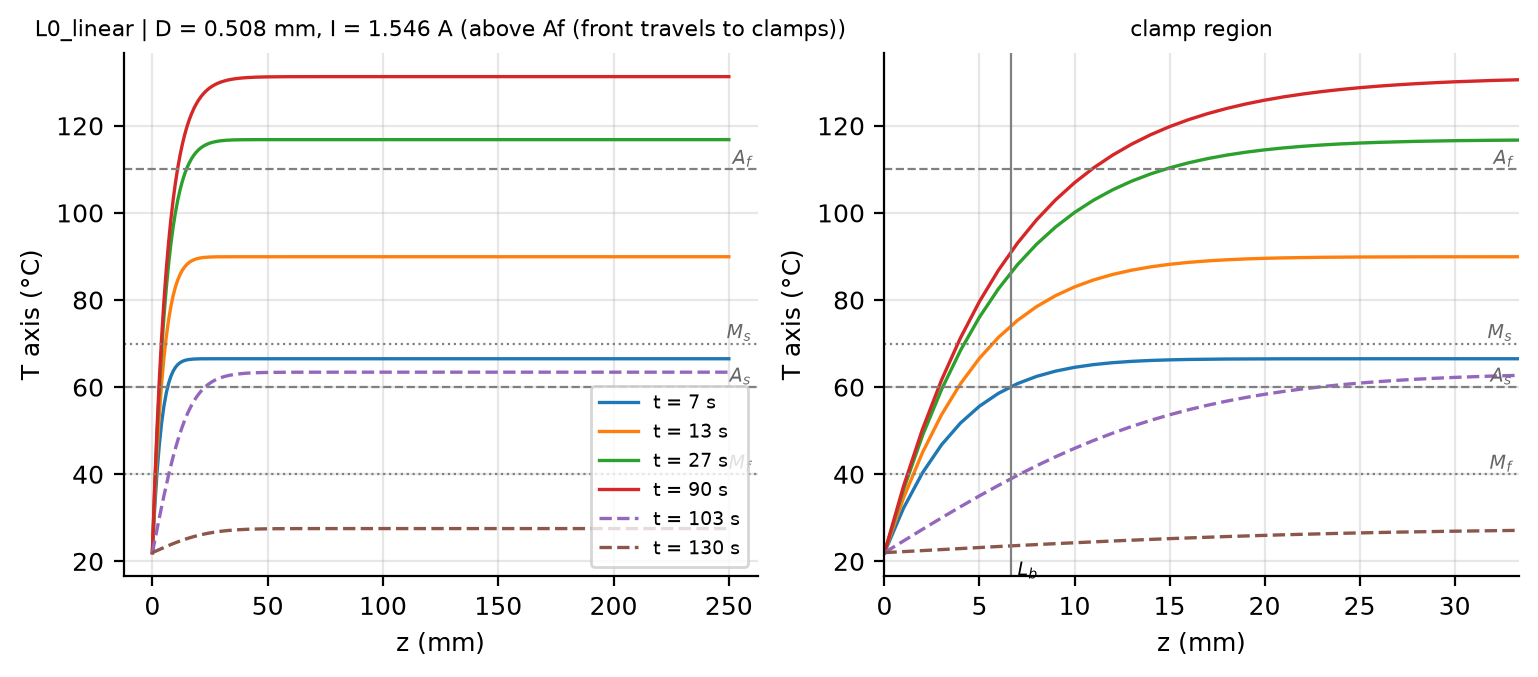 L0_linear | D = 0.508 mm, I = 1.546 A (above Af (front travels to clamps))
T axis (°C)
120
100
80
60
40
20
A_f
M_s
A_s
M_f
t = 7 s
t = 13 s
t = 27 s
t = 90 s
t = 103 s
t = 130 s
0
50
100
150
200
250
z (mm)
clamp region
T axis (°C)
120
100
80
60
40
20
A_f
M_s
A_s
M_f
L_b
0
5
10
15
20
25
30
z (mm)